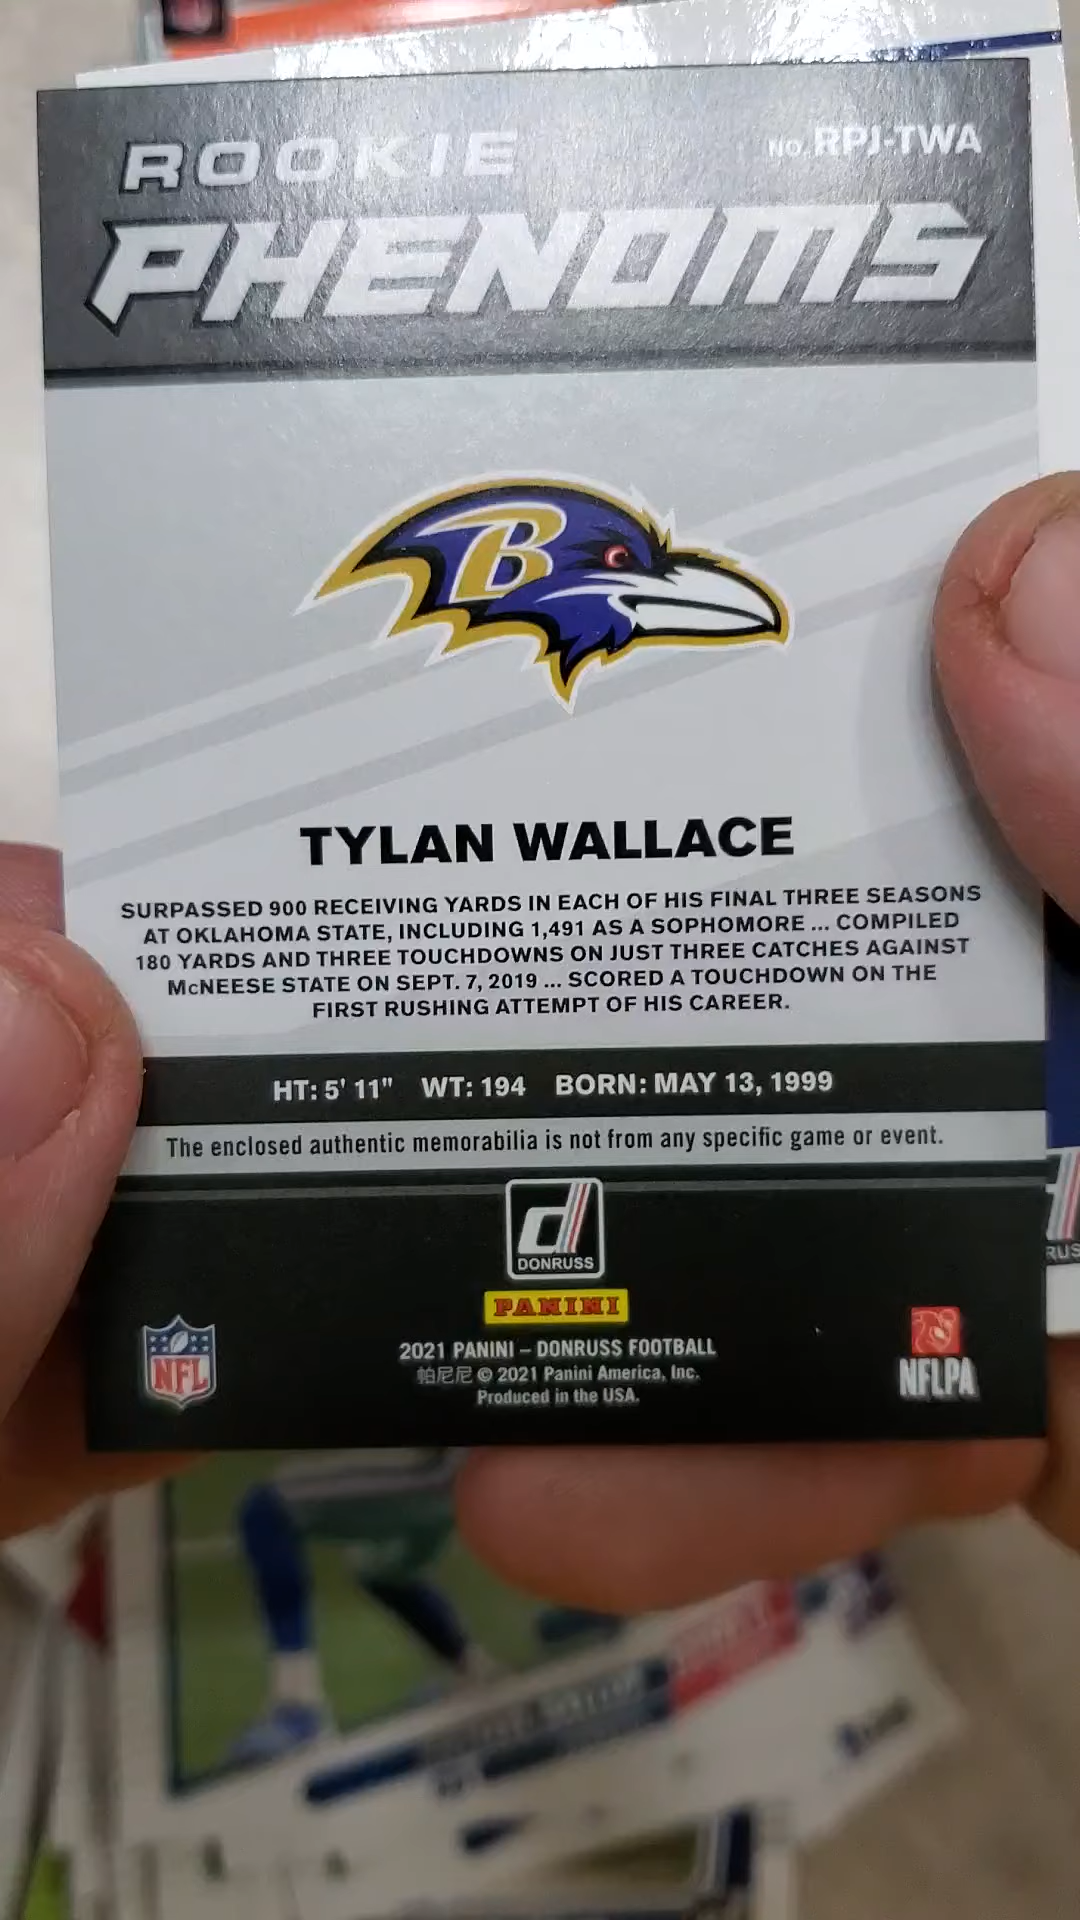 ROOKIE
No. RPJ-TWA
PHENOMS
B
TYLAN WALLACE
SURPASSED 900 RECEIVING YARDS IN EACH OF HIS FINAL THREE SEASONS
AT OKLAHOMA STATE, INCLUDING 1,491 AS A SOPHOMORE ... COMPILED
180 YARDS AND THREE TOUCHDOWNS ON JUST THREE CATCHES AGAINST
McNEESE STATE ON SEPT. 7, 2019 ... SCORED A TOUCHDOWN ON THE
FIRST RUSHING ATTEMPT OF HIS CAREER.
HT: 5' 11" WT: 194 BORN: MAY 13, 1999
The enclosed authentic memorabilia is not from any specific game or event.
d
DONRUSS
PANINI
2021 PANINI – DONRUSS FOOTBALL
帕尼尼 © 2021 Panini America, Inc.
Produced in the USA.
NFL
NFLPA
RUS